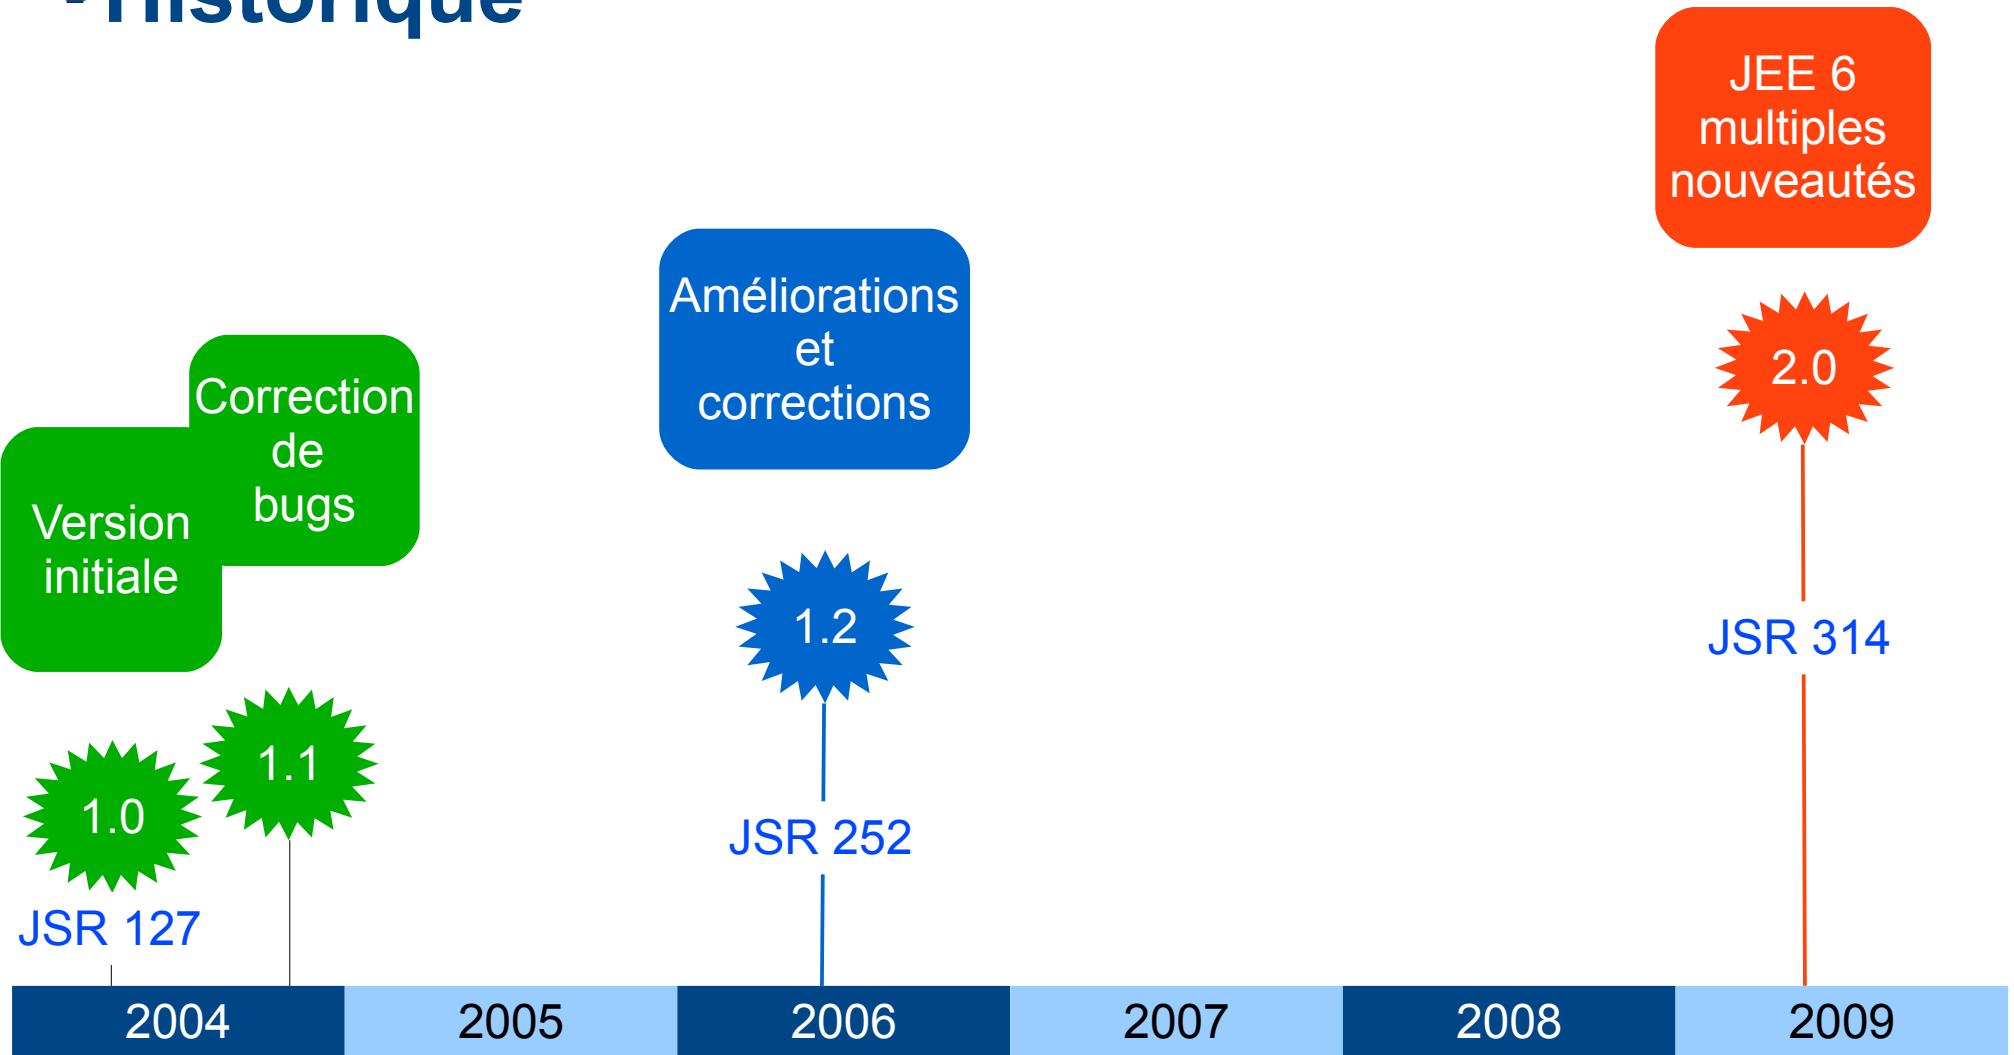 Historique
JEE 6
multiples
nouveautés
Améliorations
et
corrections
2.0
Correction
de
bugs
Version
initiale
1.2
JSR 314
1.1
1.0
JSR 252
JSR 127
2004
2005
2006
2007
2008
2009